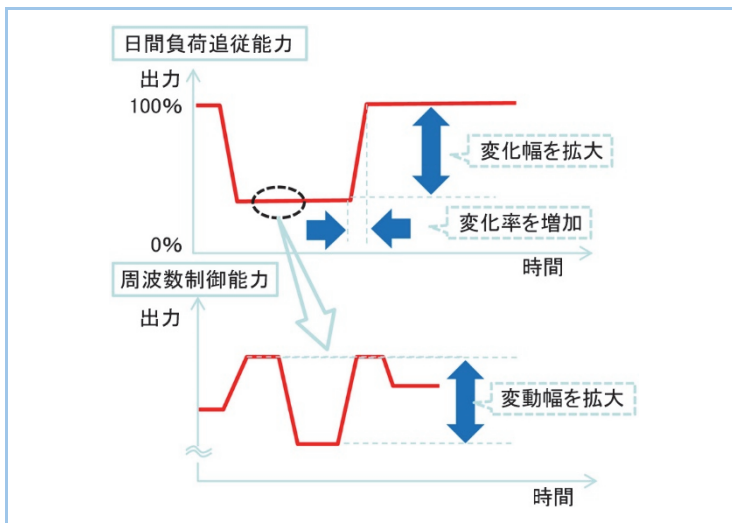 日間負荷追従能力
出力
100%
変化幅を拡大
変化率を増加
0%
時間
周波数制御能力
出力
変動幅を拡大
時間